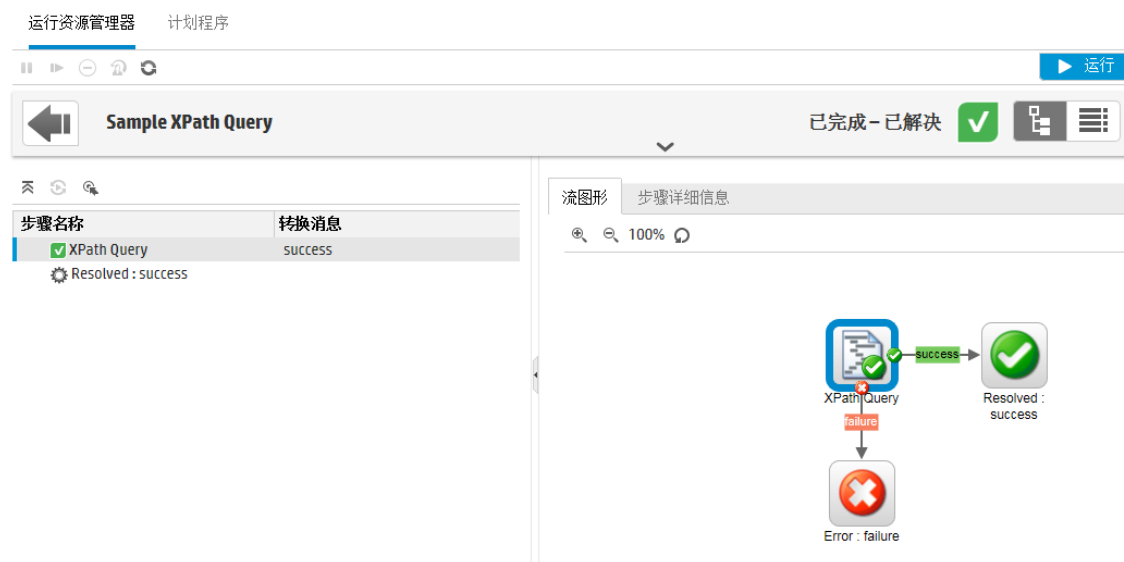 运行资源管理器 计划程序
运行
Sample XPath Query 已完成 – 已解决
流图形 步骤详细信息
步骤名称 转换消息
100%
XPath Query success
Resolved : success
success
XPath Query
Resolved :
success
failure
Error : failure